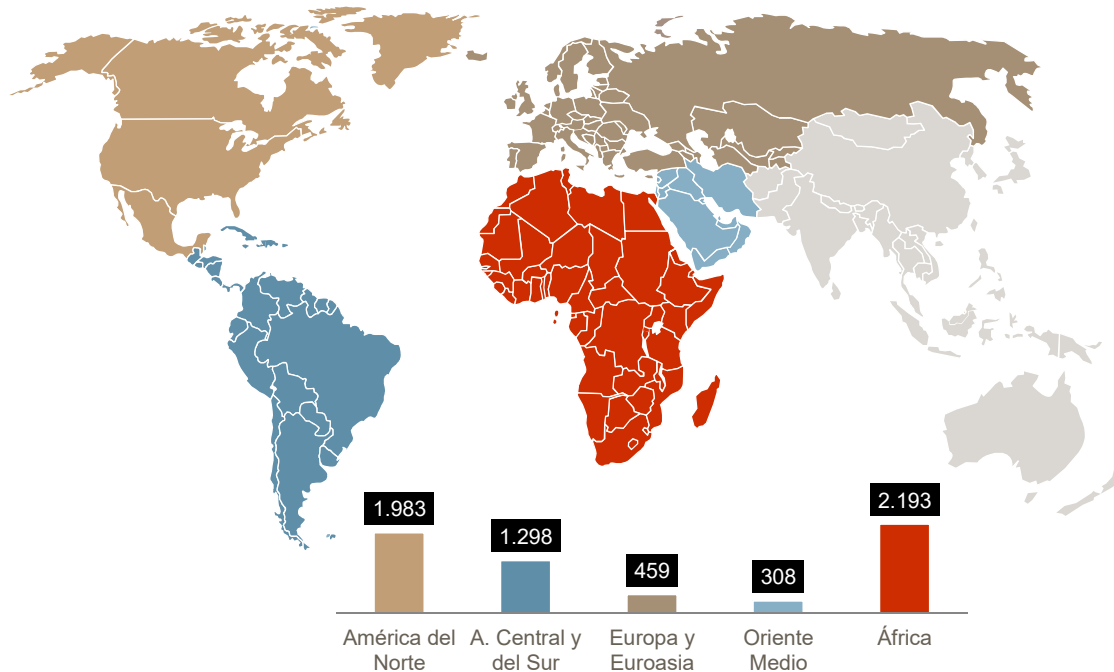 1.983
1.298
459
308
2.193
América del
Norte
A. Central y
del Sur
Europa y
Euroasia
Oriente
Medio
África